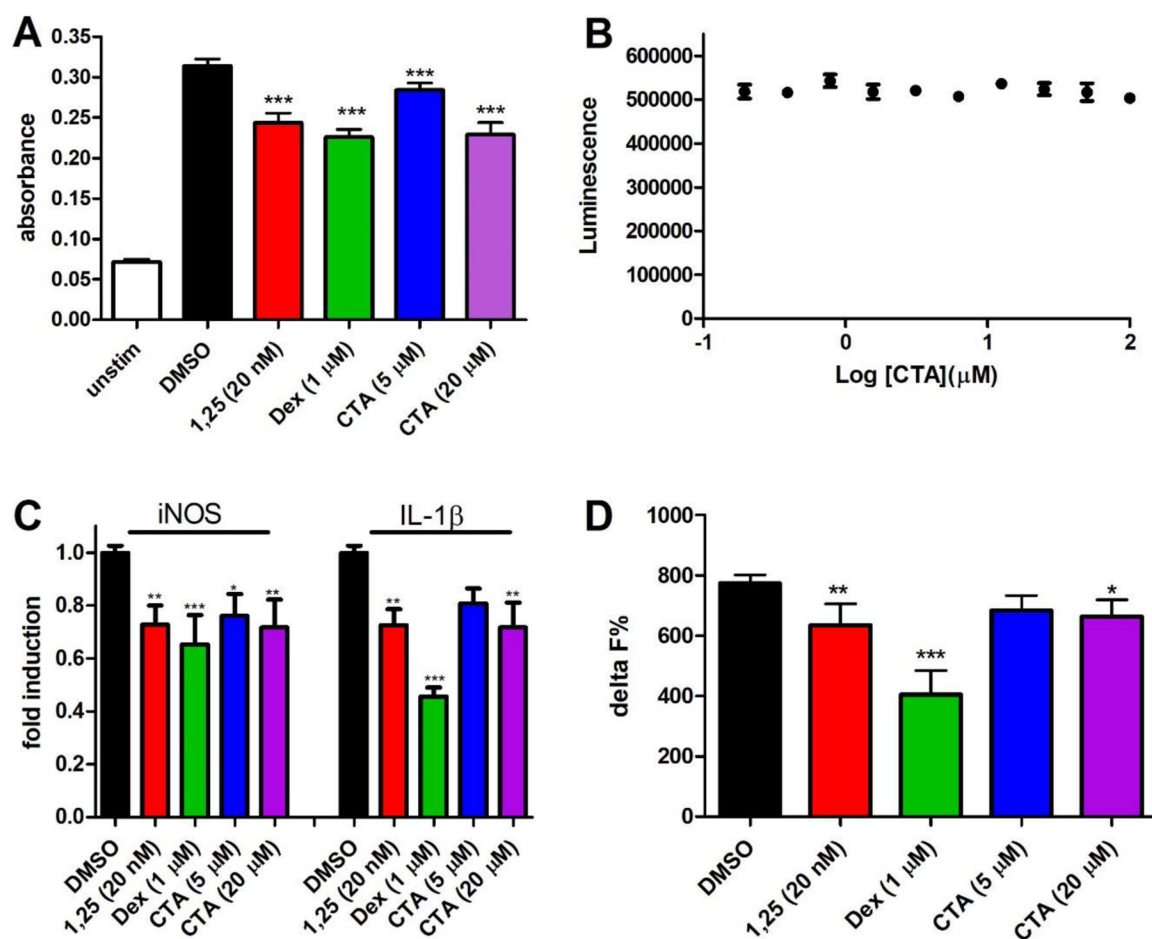 A
absorbance
0.35
0.30
0.25
0.20
0.15
0.10
0.05
0.00
***
***
***
***
unstim
DMSO
1,25 (20 nM)
Dex (1 μM)
CTA (5 μM)
CTA (20 μM)
B
Luminescence
600000
500000
400000
300000
200000
100000
0
-1
0
1
2
Log [CTA](μM)
C
iNOS
IL-1β
fold induction
1.0
0.8
0.6
0.4
0.2
0.0
**
***
*
**
**
***
**
DMSO
1,25 (20 nM)
Dex (1 μM)
CTA (5 μM)
CTA (20 μM)
DMSO
1,25 (20 nM)
Dex (1 μM)
CTA (5 μM)
CTA (20 μM)
D
delta F%
1000
800
600
400
200
0
**
***
*
DMSO
1,25 (20 nM)
Dex (1 μM)
CTA (5 μM)
CTA (20 μM)